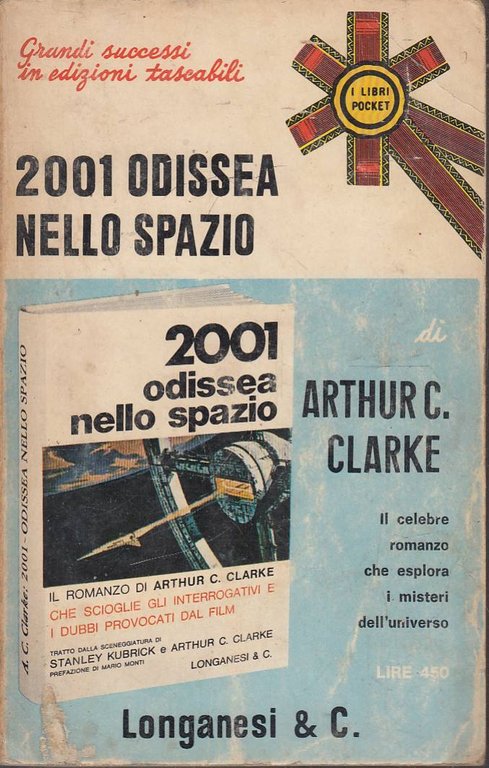 Grandi successi
in edizioni tascabili
I LIBRI
POCKET
2001 ODISSEA
NELLO SPAZIO
di
ARTHUR C.
CLARKE
Il celebre
romanzo
che esplora
i misteri
dell'universo
LIRE 450
A. C. Clarke: 2001 - ODISSEA NELLO SPAZIO
2001
odissea
nello spazio
IL ROMANZO DI ARTHUR C. CLARKE
CHE SCIOGLIE GLI INTERROGATIVI E
I DUBBI PROVOCATI DAL FILM
TRATTO DALLA SCENEGGIATURA DI
STANLEY KUBRICK e ARTHUR C. CLARKE
PREFAZIONE DI MARIO MONTI
LONGANESI & C.
Longanesi & C.